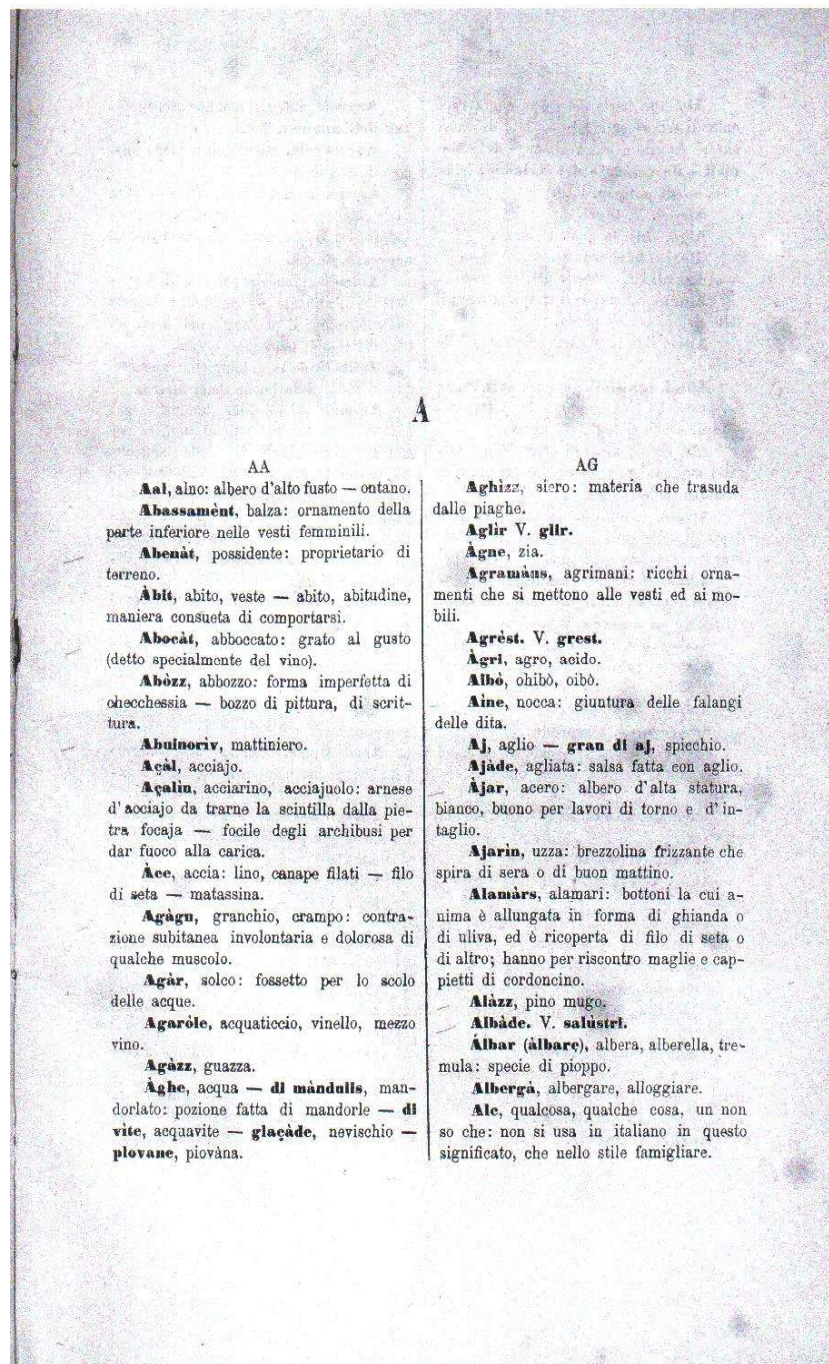 A
AA
Aal, alno: albero d'alto fusto — ontano.
Abassamènt, balza: ornamento della
parte inferiore nelle vesti femminili.
Abenàt, possidente: proprietario di
terreno.
Àbit, abito, veste — abito, abitudine,
maniera consueta di comportarsi.
Abocàt, abboccato: grato al gusto
(detto specialmente del vino).
Abòzz, abbozzo: forma imperfetta di
checchessia — bozzo di pittura, di scrit-
tura.
Abuinoriv, mattiniero.
Açàl, acciajo.
Açalìn, acciarino, acciajuolo: arnese
d'acciajo da trarne la scintilla dalla pie-
tra focaja — focile degli archibusi per
dar fuoco alla carica.
Àce, accia: lino, canape filati — filo
di seta — matassina.
Agàgn, granchio, crampo: contra-
zione subitanea involontaria e dolorosa di
qualche muscolo.
Agàr, solco: fossetto per lo scolo
delle acque.
Agaròle, acquaticcio, vinello, mezzo
vino.
Agàzz, guazza.
Àghe, acqua — di màndulis, man-
dorlato: pozione fatta di mandorle — di
vite, acquavite — glaçàde, nevischio —
plovane, piovàna.
AG
Aghìzz, siero: materia che trasuda
dalle piaghe.
Aglìr V. glìr.
Àgne, zia.
Agramàns, agrimani: ricchi orna-
menti che si mettono alle vesti ed ai mo-
bili.
Agrèst. V. grest.
Àgri, agro, acido.
Aibò, ohibò, oibò.
Aìne, nocca: giuntura delle falangi
delle dita.
Aj, aglio — gran di aj, spicchio.
Ajàde, agliata: salsa fatta con aglio.
Àjar, acero: albero d'alta statura,
bianco, buono per lavori di torno e d'in-
taglio.
Ajarìn, uzza: brezzolina frizzante che
spira di sera o di buon mattino.
Alamàrs, alamari: bottoni la cui a-
nima è allungata in forma di ghianda o
di uliva, ed è ricoperta di filo di seta o
di altro; hanno per riscontro maglie e cap-
pietti di cordoncino.
Alàzz, pino mugo.
Albàde. V. salùstri.
Álbar (àlbarç), albera, alberella, tre-
mula: specie di pioppo.
Albergà, albergare, alloggiare.
Alc, qualcosa, qualche cosa, un non
so che: non si usa in italiano in questo
significato, che nello stile famigliare.